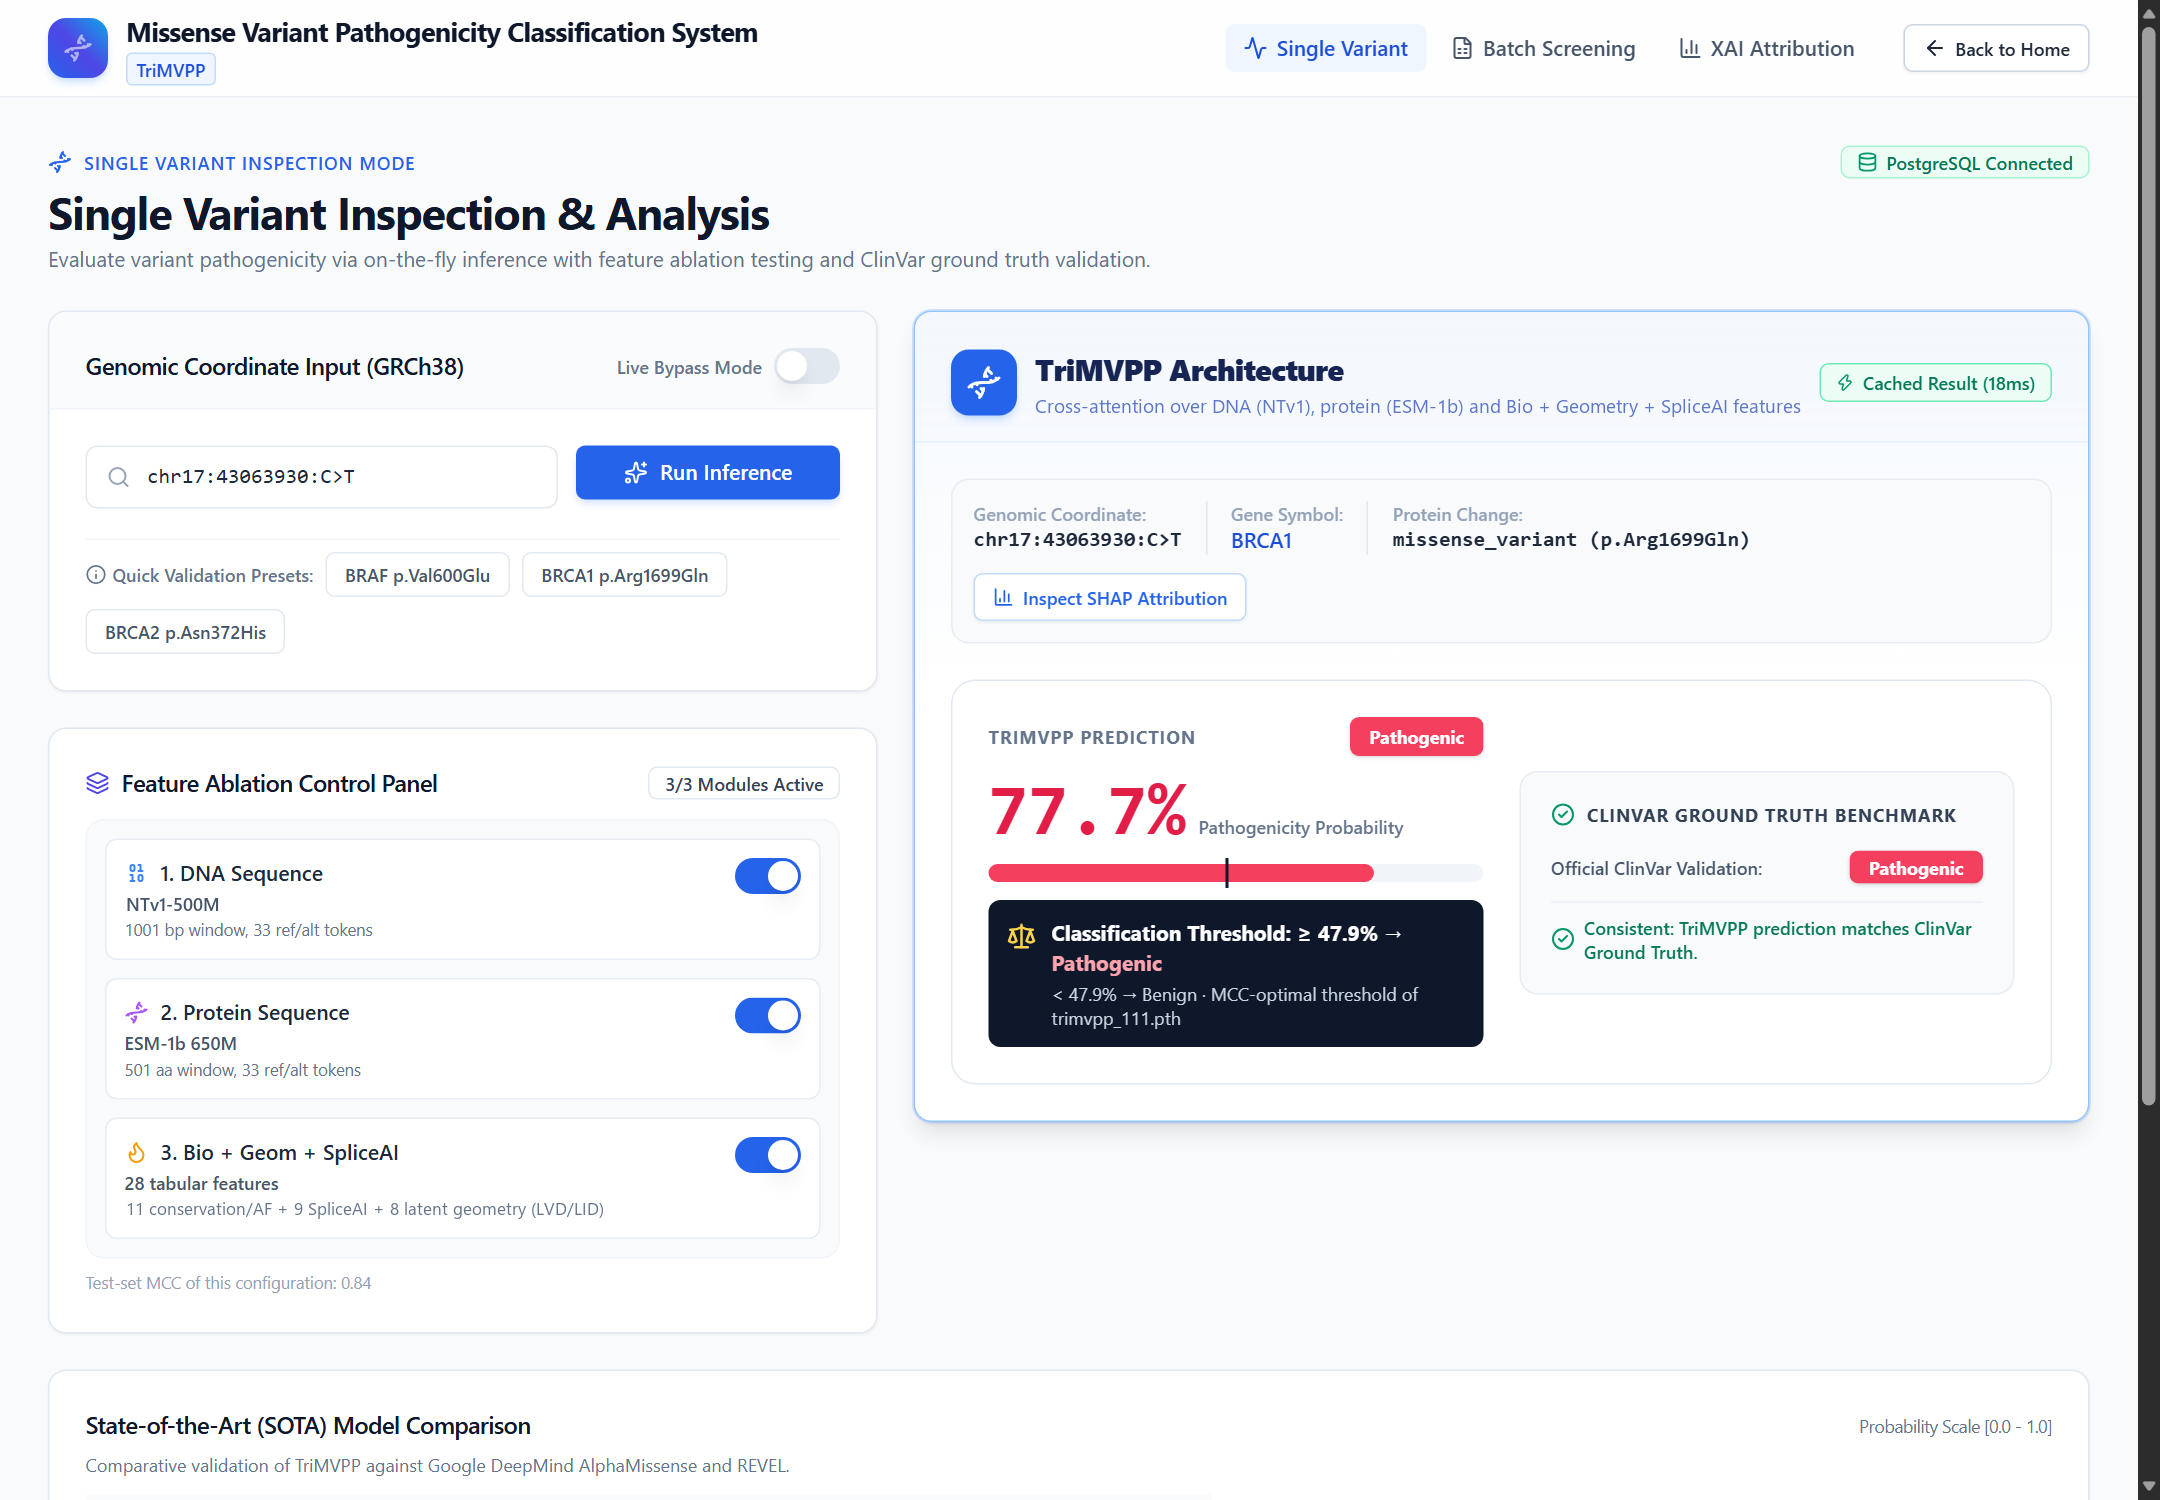 Missense Variant Pathogenicity Classification System
TriMVPP
Single Variant
Batch Screening
XAI Attribution
Back to Home
SINGLE VARIANT INSPECTION MODE
PostgreSQL Connected
Single Variant Inspection & Analysis
Evaluate variant pathogenicity via on-the-fly inference with feature ablation testing and ClinVar ground truth validation.
Genomic Coordinate Input (GRCh38)
Live Bypass Mode
chr17:43063930:C>T
Run Inference
Quick Validation Presets:
BRAF p.Val600Glu
BRCA1 p.Arg1699Gln
BRCA2 p.Asn372His
Feature Ablation Control Panel
3/3 Modules Active
1. DNA Sequence
NTv1-500M
1001 bp window, 33 ref/alt tokens
2. Protein Sequence
ESM-1b 650M
501 aa window, 33 ref/alt tokens
3. Bio + Geom + SpliceAI
28 tabular features
11 conservation/AF + 9 SpliceAI + 8 latent geometry (LVD/LID)
Test-set MCC of this configuration: 0.84
TriMVPP Architecture
Cross-attention over DNA (NTv1), protein (ESM-1b) and Bio + Geometry + SpliceAI features
Cached Result (18ms)
Genomic Coordinate:
chr17:43063930:C>T
Gene Symbol:
BRCA1
Protein Change:
missense_variant (p.Arg1699Gln)
Inspect SHAP Attribution
TRIMVPP PREDICTION
Pathogenic
77.7% Pathogenicity Probability
Classification Threshold: ≥ 47.9% →
Pathogenic
< 47.9% → Benign · MCC-optimal threshold of
trimvpp_111.pth
CLINVAR GROUND TRUTH BENCHMARK
Official ClinVar Validation:
Pathogenic
Consistent: TriMVPP prediction matches ClinVar
Ground Truth.
State-of-the-Art (SOTA) Model Comparison
Probability Scale [0.0 - 1.0]
Comparative validation of TriMVPP against Google DeepMind AlphaMissense and REVEL.